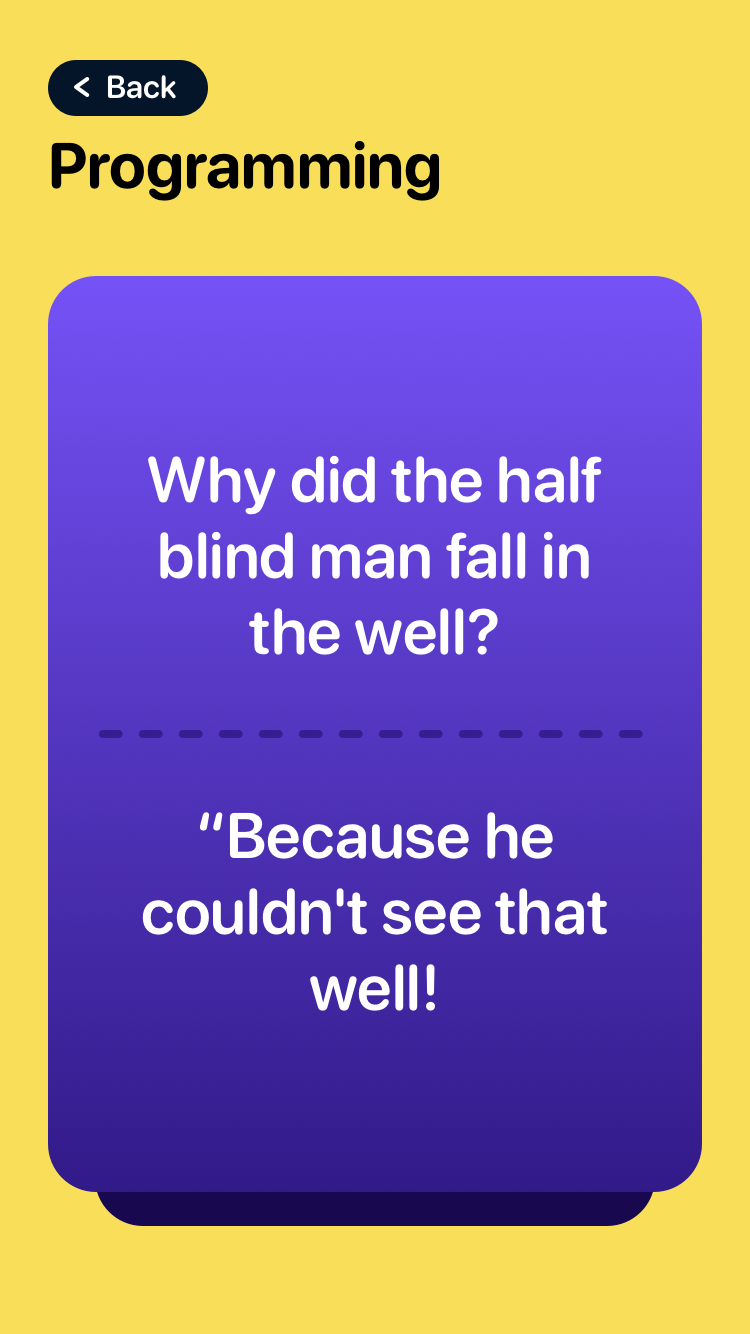 < Back
Programming
Why did the half
blind man fall in
the well?
“Because he
couldn't see that
well!